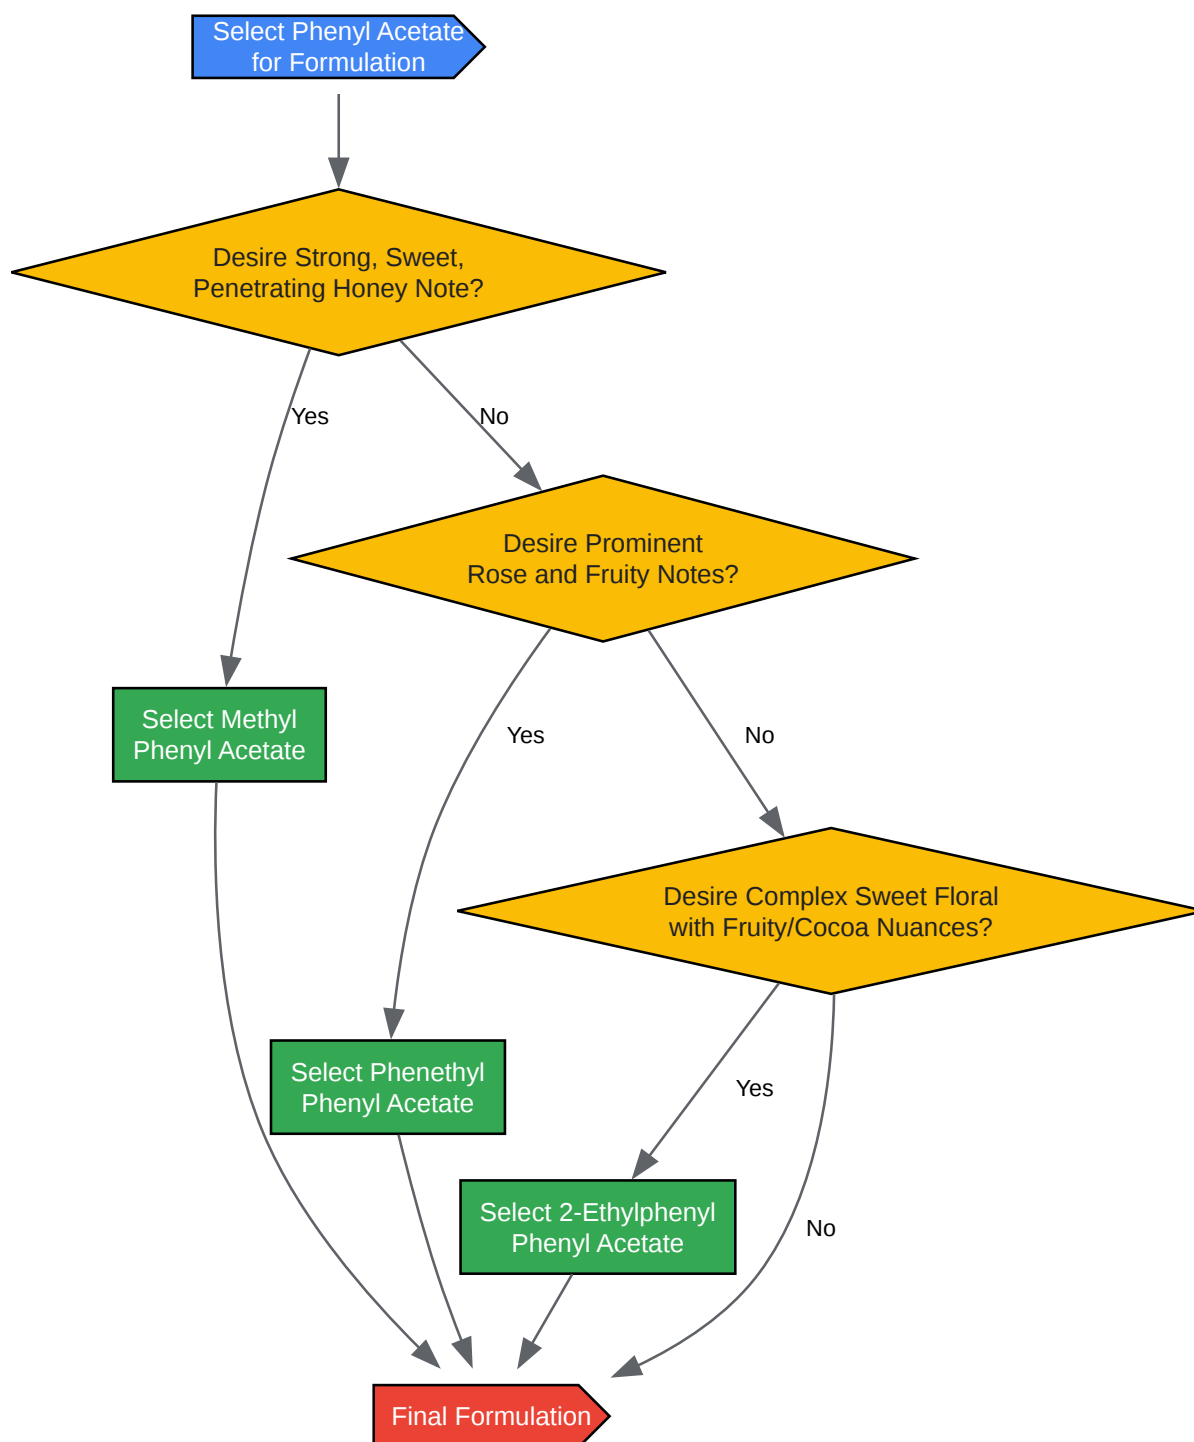 Select Phenyl Acetate
for Formulation
Desire Strong, Sweet,
Penetrating Honey Note?
Yes
No
Desire Prominent
Rose and Fruity Notes?
Select Methyl
Phenyl Acetate
Yes
No
Desire Complex Sweet Floral
with Fruity/Cocoa Nuances?
Select Phenethyl
Phenyl Acetate
Yes
Select 2-Ethylphenyl
Phenyl Acetate
No
Final Formulation